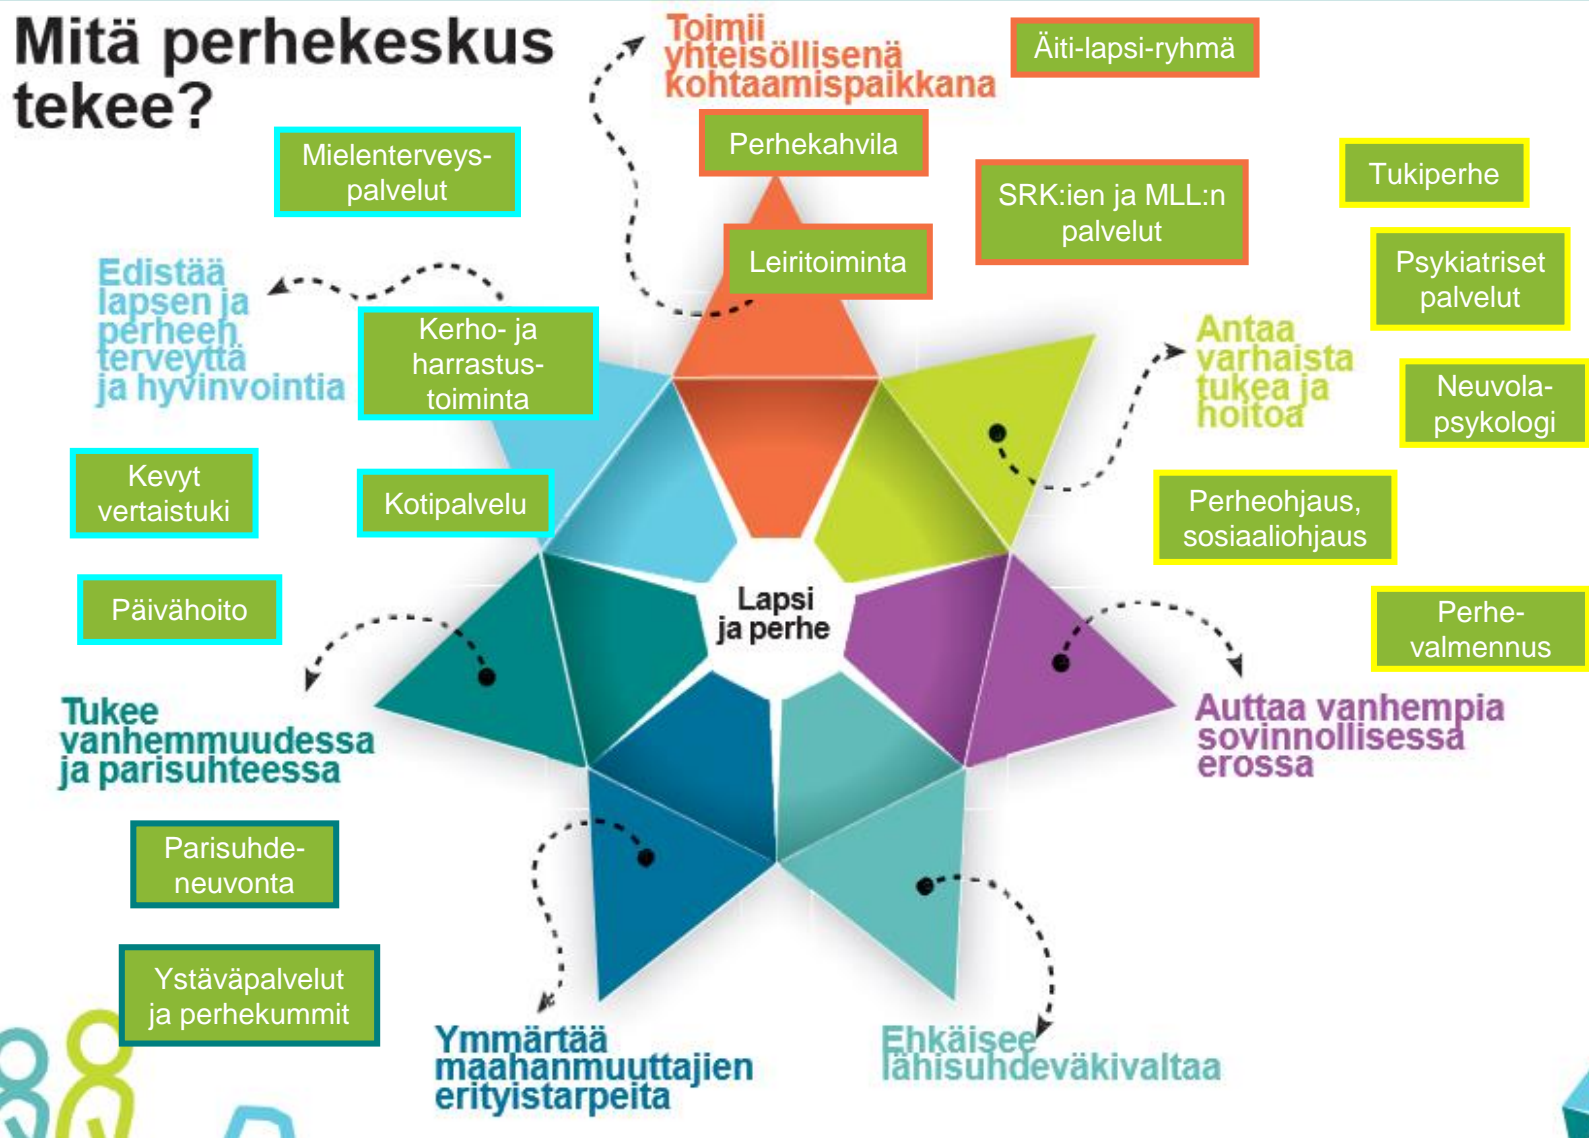 Mitä perhekeskus
tekee?
Toimii
yhteisöllisenä
kohtaamispaikkana
Äiti-lapsi-ryhmä
Perhekahvila
Mielenterveys-
palvelut
SRK:ien ja MLL:n
palvelut
Tukiperhe
Leiritoiminta
Psykiatriset
palvelut
Edistää
lapsen ja
perheen
terveyttä
ja hyvinvointia
Kerho- ja
harrastus-
toiminta
Antaa
varhaista
tukea ja
hoitoa
Neuvola-
psykologi
Kevyt
vertaistuki
Kotipalvelu
Perheohjaus,
sosiaaliohjaus
Päivähoito
Lapsi
ja perhe
Perhe-
valmennus
Tukee
vanhemmuudessa
ja parisuhteessa
Auttaa vanhempia
sovinnollisessa
erossa
Parisuhde-
neuvonta
Ystäväpalvelut
ja perhekummit
Ymmärtää
maahanmuuttajien
erityistarpeita
Ehkäisee
lähisuhdeväkivaltaa